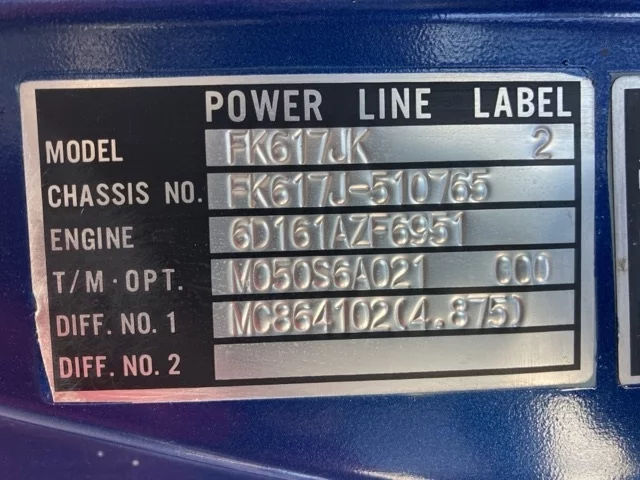 POWER LINE LABEL
MODEL FK617JK 2
CHASSIS NO. FK617J-510765
ENGINE 6D161AZF6951
T/M·OPT. M050S6A021 C00
DIFF. NO. 1 MC864102(4.875)
DIFF. NO. 2